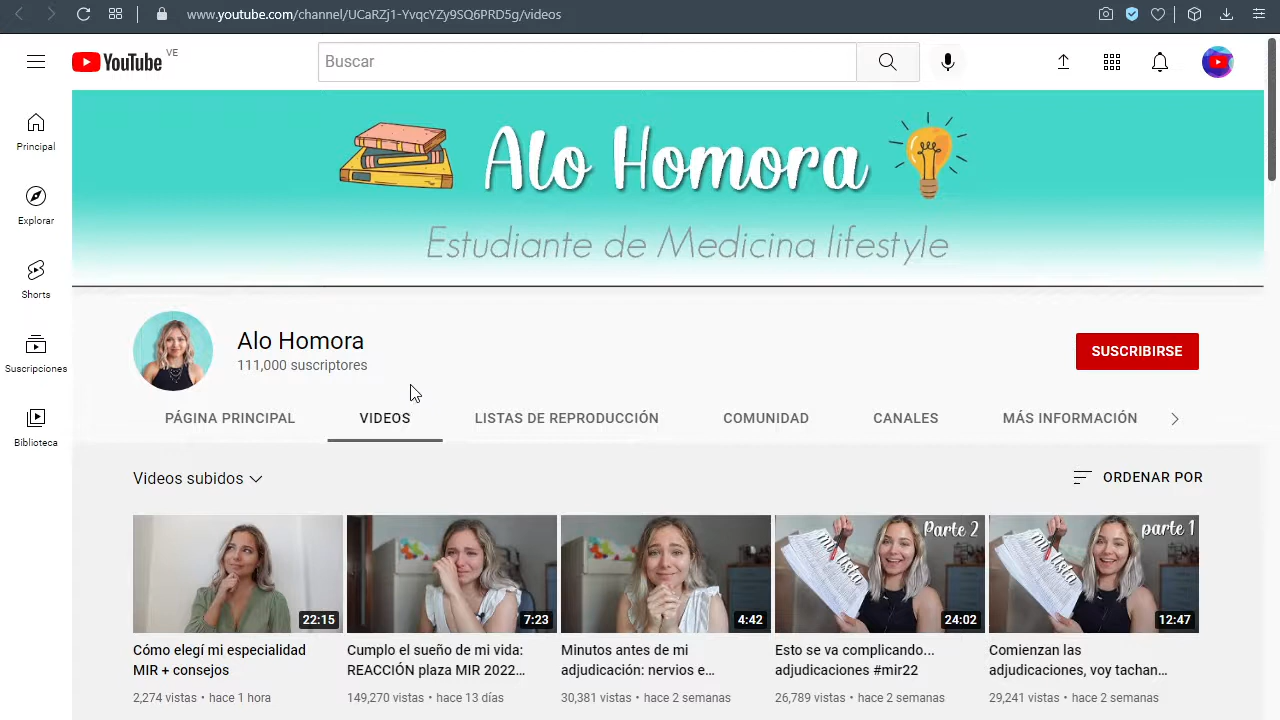 www.youtube.com/channel/UCaRZj1-YvqcYZy9SQ6PRD5g/videos
YouTube VE
Buscar
Principal
Explorar
Shorts
Suscripciones
Biblioteca
Alo Homora
Estudiante de Medicina lifestyle
Alo Homora
111,000 suscriptores
SUSCRIBIRSE
PÁGINA PRINCIPAL VIDEOS LISTAS DE REPRODUCCIÓN COMUNIDAD CANALES MÁS INFORMACIÓN
Videos subidos
ORDENAR POR
22:15
Cómo elegí mi especialidad
MIR + consejos
2,274 vistas • hace 1 hora
7:23
Cumplo el sueño de mi vida:
REACCIÓN plaza MIR 2022...
149,270 vistas • hace 13 días
4:42
Minutos antes de mi
adjudicación: nervios e...
30,381 vistas • hace 2 semanas
Parte 2
mi lista
24:02
Esto se va complicando...
adjudicaciones #mir22
26,789 vistas • hace 2 semanas
parte 1
mi lista
12:47
Comienzan las
adjudicaciones, voy tachan...
29,241 vistas • hace 2 semanas